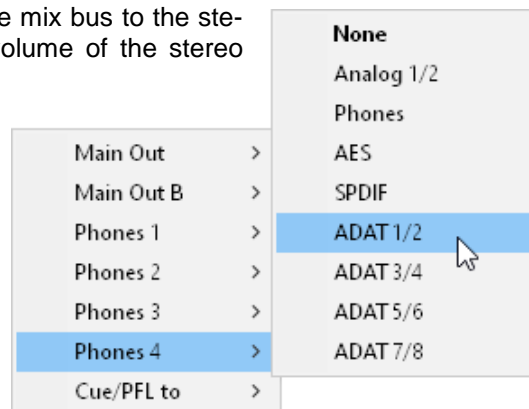 e mix bus to the ste-
olume of the stereo
Main Out >
Main Out B >
Phones 1 >
Phones 2 >
Phones 3 >
Phones 4 >
Cue/PFL to >
None
Analog 1/2
Phones
AES
SPDIF
ADAT 1/2
ADAT 3/4
ADAT 5/6
ADAT 7/8